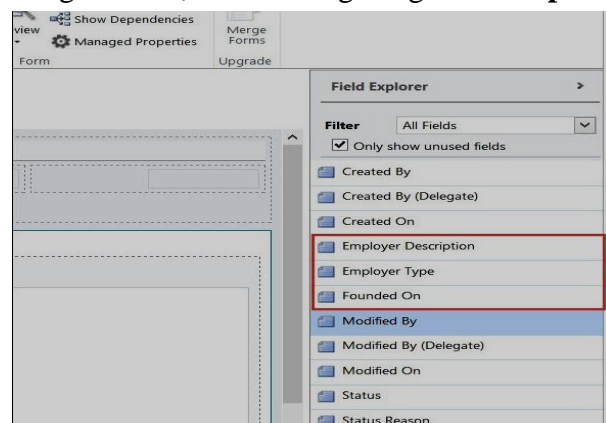 Show Dependencies
view
Merge
Forms
Managed Properties
Form
Upgrade
Field Explorer
Filter
All Fields
Only show unused fields
Created By
Created By (Delegate)
Created On
Employer Description
Employer Type
Founded On
Modified By
Modified By (Delegate)
Modified On
Status
Status Reason